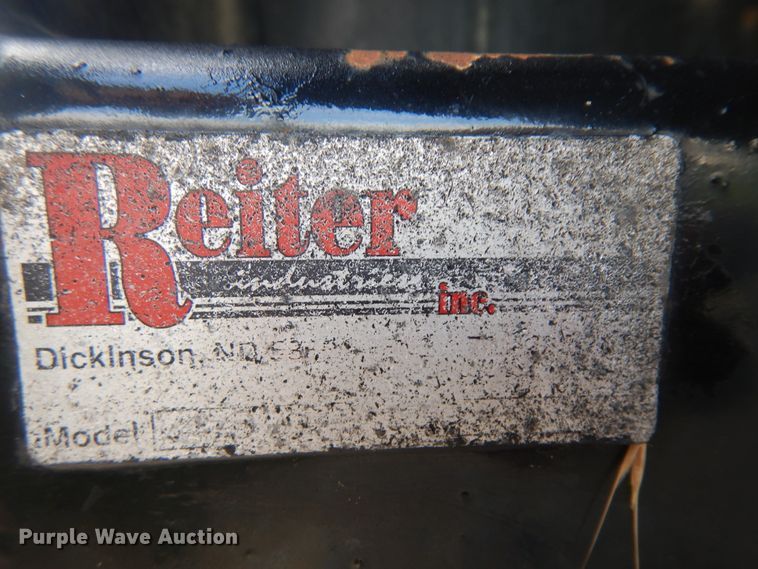 Reiter
industries
inc.
Dickinson, ND
Model
Purple Wave Auction